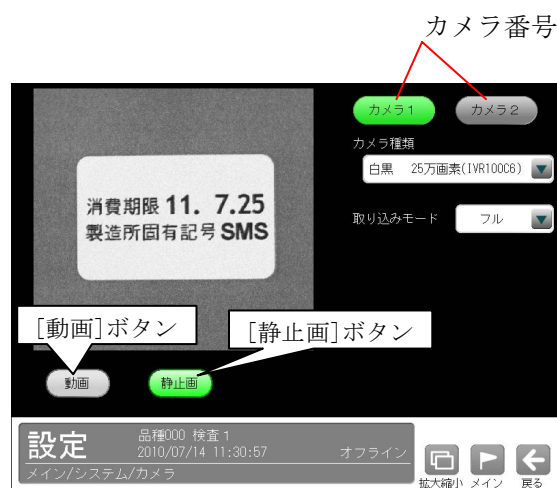 カメラ番号
カメラ1
カメラ2
カメラ種類
白黒 25万画素(IVR100C6)
取り込みモード
フル
消費期限 11. 7.25
製造所固有記号 SMS
[動画]ボタン
[静止画]ボタン
動画
静止画
設定
品種000 検査1
2010/07/14 11:30:57
オフライン
メイン/システム/カメラ
拡大縮小
メイン
戻る